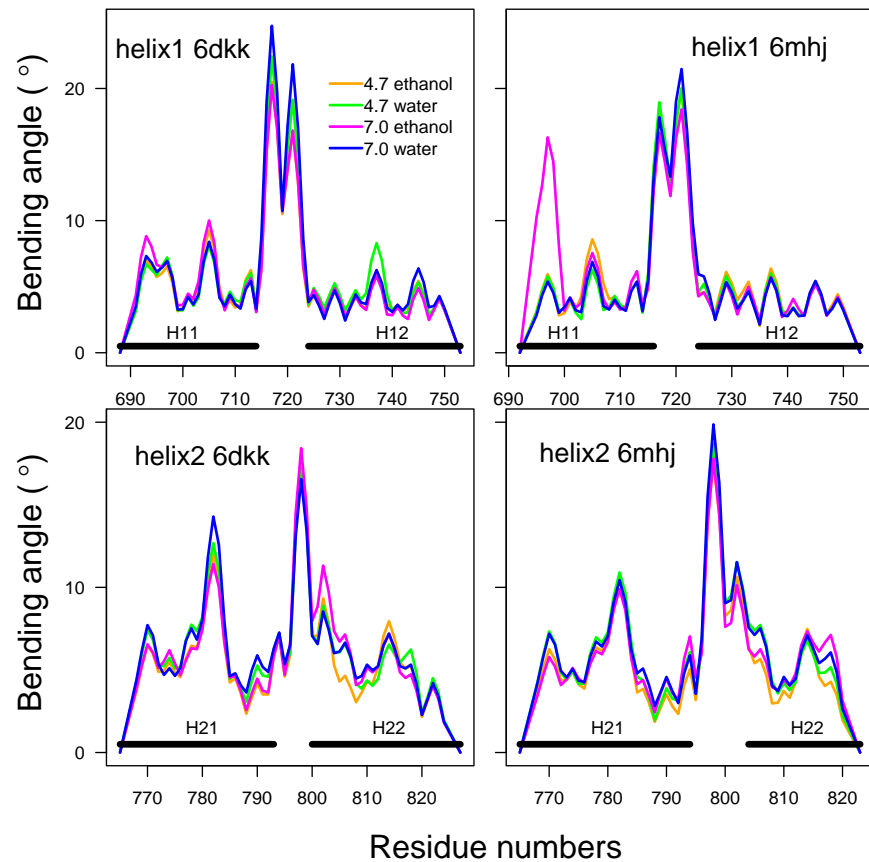 helix1 6dkk
helix1 6mhj
4.7 ethanol
4.7 water
7.0 ethanol
7.0 water
Bending angle ( °)
0
10
20
H11
H12
H11
H12
690 700 710 720 730 740 750
690 700 710 720 730 740 750
helix2 6dkk
helix2 6mhj
Bending angle ( °)
0
10
20
H21
H22
H21
H22
770 780 790 800 810 820
770 780 790 800 810 820
Residue numbers